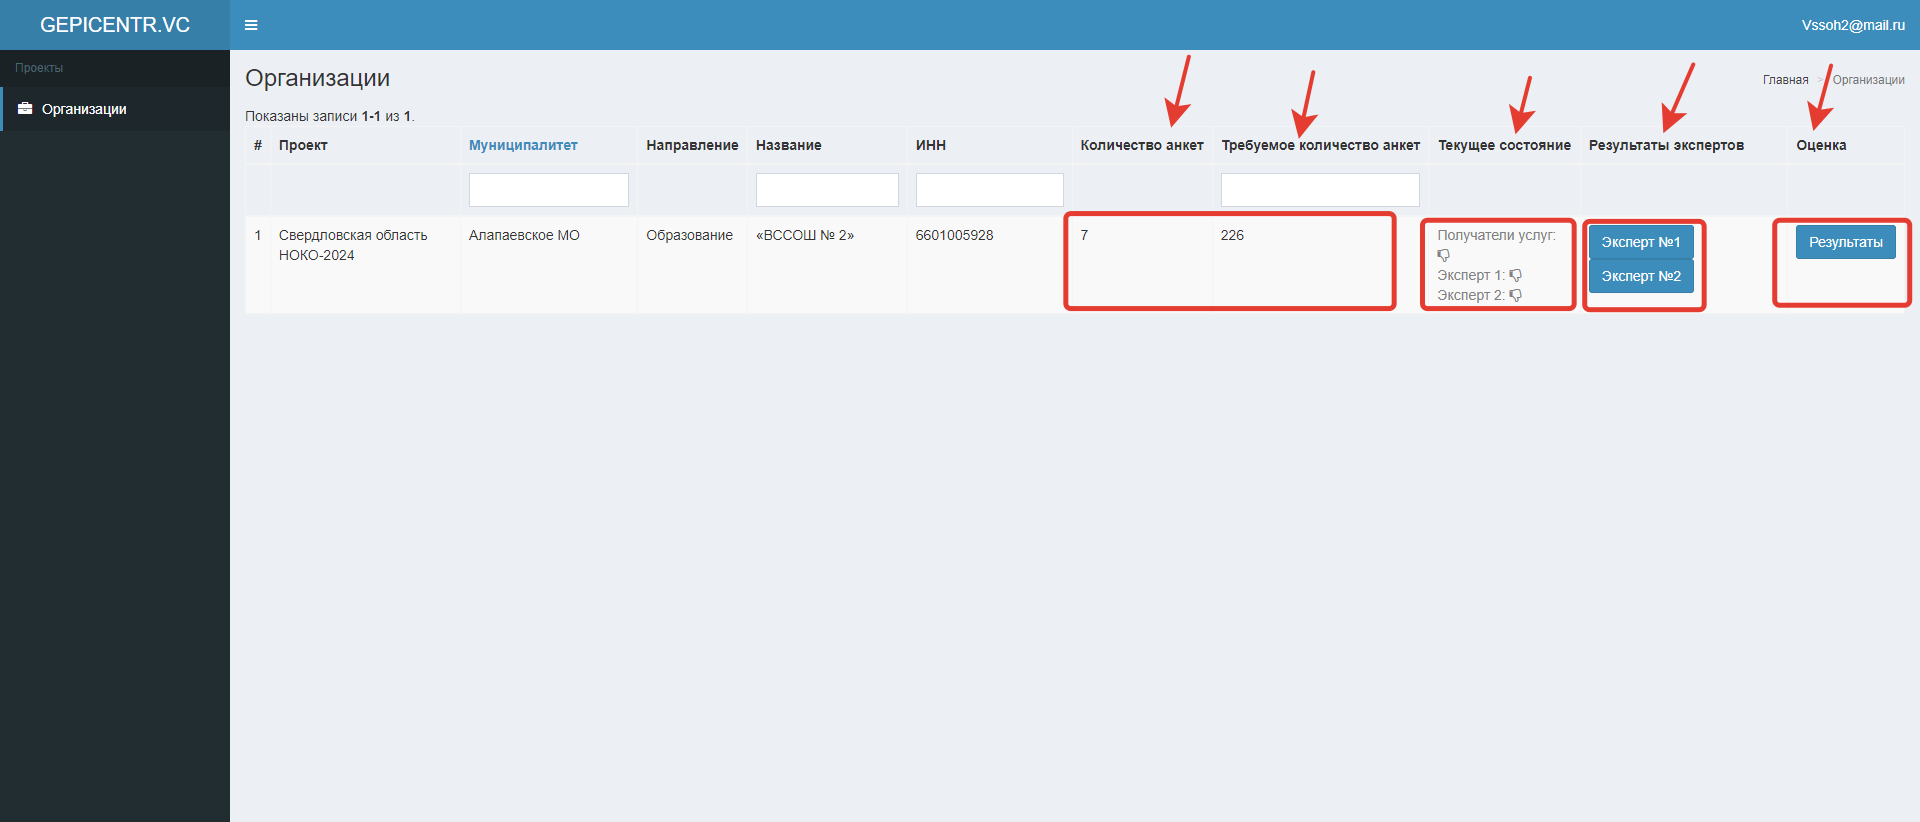 GEPICENTR.VC
Vssoh2@mail.ru
Проекты
Организации
Организации
Главная > Организации
Показаны записи 1-1 из 1.
# Проект Муниципалитет Направление Название ИНН Количество анкет Требуемое количество анкет Текущее состояние Результаты экспертов Оценка
1 Свердловская область Алапаевское МО Образование «ВССОШ № 2» 6601005928 7 226 Получатели услуг: Эксперт №1 Результаты
НОКО-2024
Эксперт 1: Эксперт №2
Эксперт 2: